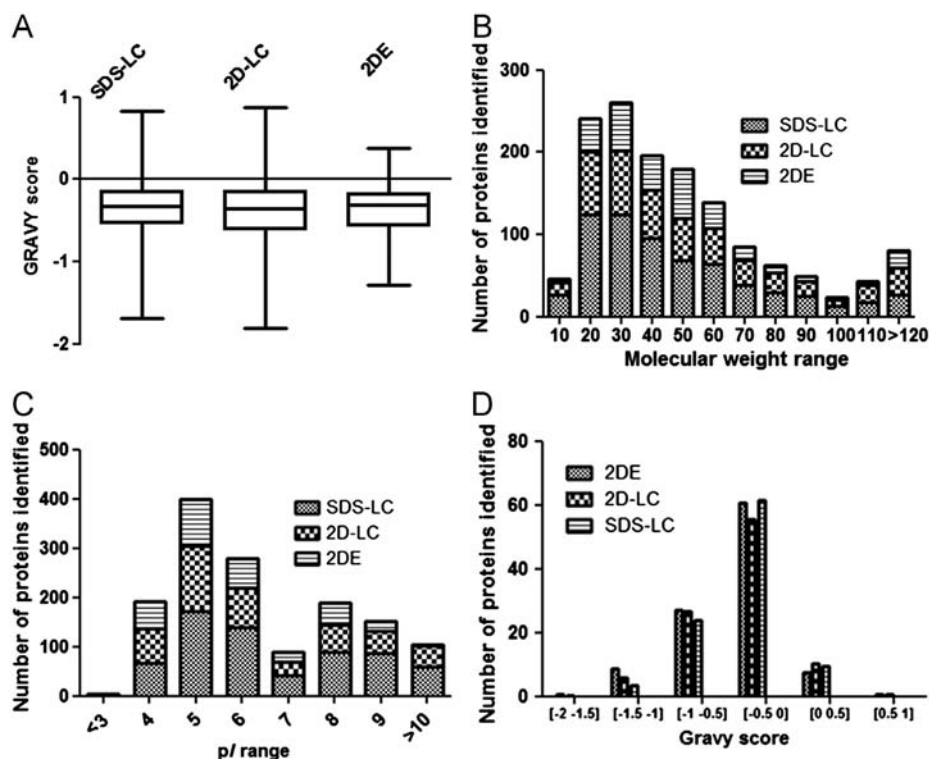 A
SDS-LC
2D-LC
2DE
GRAVY score
1
0
-1
-2
B
Number of proteins identified
300
200
100
0
SDS-LC
2D-LC
2DE
10 20 30 40 50 60 70 80 90 100 110 >120
Molecular weight range
C
Number of proteins identified
500
400
300
200
100
0
SDS-LC
2D-LC
2DE
<3 4 5 6 7 8 9 >10
pI range
D
Number of proteins identified
80
60
40
20
0
2DE
2D-LC
SDS-LC
[-2 -1.5] [-1.5 -1] [-1 -0.5] [-0.5 0] [0 0.5] [0.5 1]
Gravy score